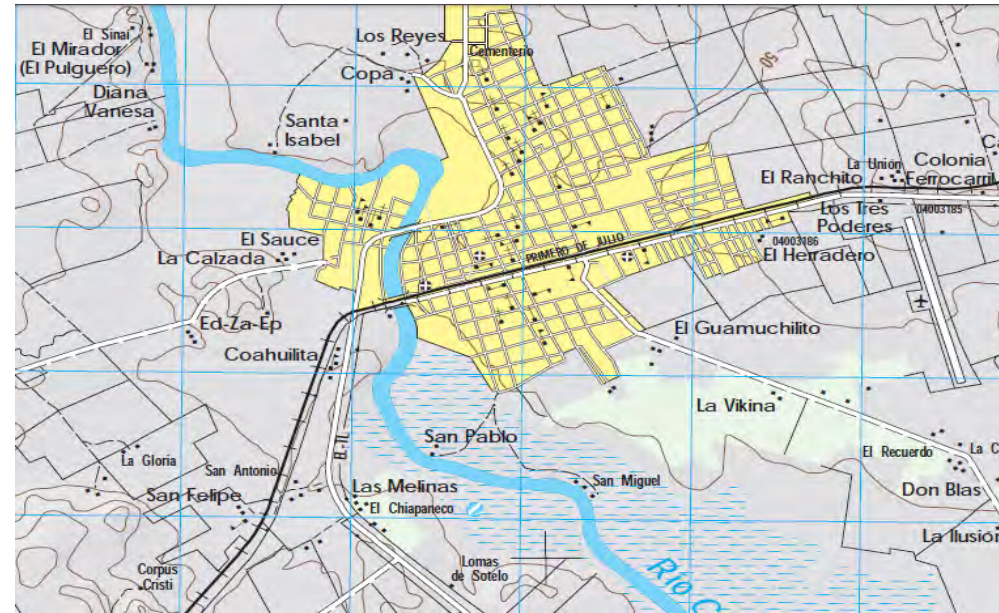 El Sinaí
El Mirador
(El Pulguero)
Diana
Vanesa
Los Reyes
Cementerio
Copa
50
Santa
Isabel
La Unión
Colonia
El Ranchito
Ferrocarril
Los Tres
Poderes
04003185
El Sauce
La Calzada
PRIMERO DE JULIO
04003186
El Herradero
Ed-Za-Ep
El Guamuchilito
Coahuilita
La Vikina
B.-11.
San Pablo
La Gloria
El Recuerdo
La C
San Antonio
San Miguel
San Felipe
Las Melinas
Don Blas
El Chiapaneco
La Ilusión
Corpus
Cristi
Lomas
de Sotelo
Río C